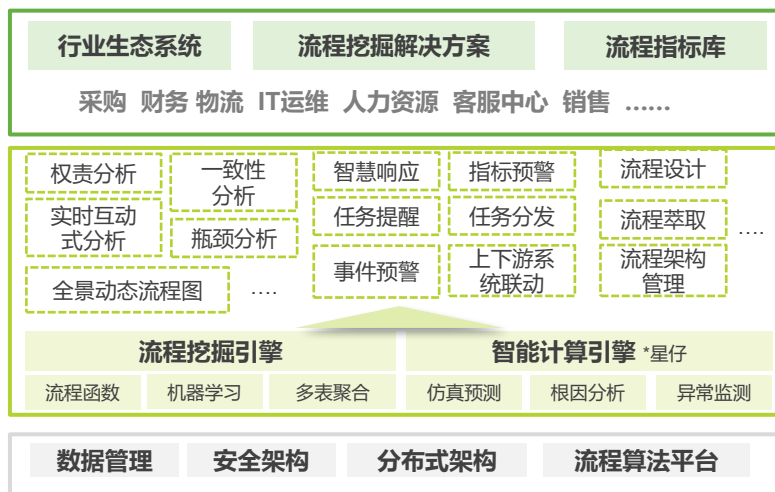 行业生态系统 流程挖掘解决方案 流程指标库
采购 财务 物流 IT运维 人力资源 客服中心 销售 ……
权责分析
一致性
分析
智慧响应
指标预警
流程设计
实时互动
式分析
瓶颈分析
任务提醒
任务分发
流程萃取
….
全景动态流程图
….
事件预警
上下游系
统联动
流程架构
管理
流程挖掘引擎
智能计算引擎 *星仔
流程函数 机器学习 多表聚合 仿真预测 根因分析 异常监测
数据管理 安全架构 分布式架构 流程算法平台